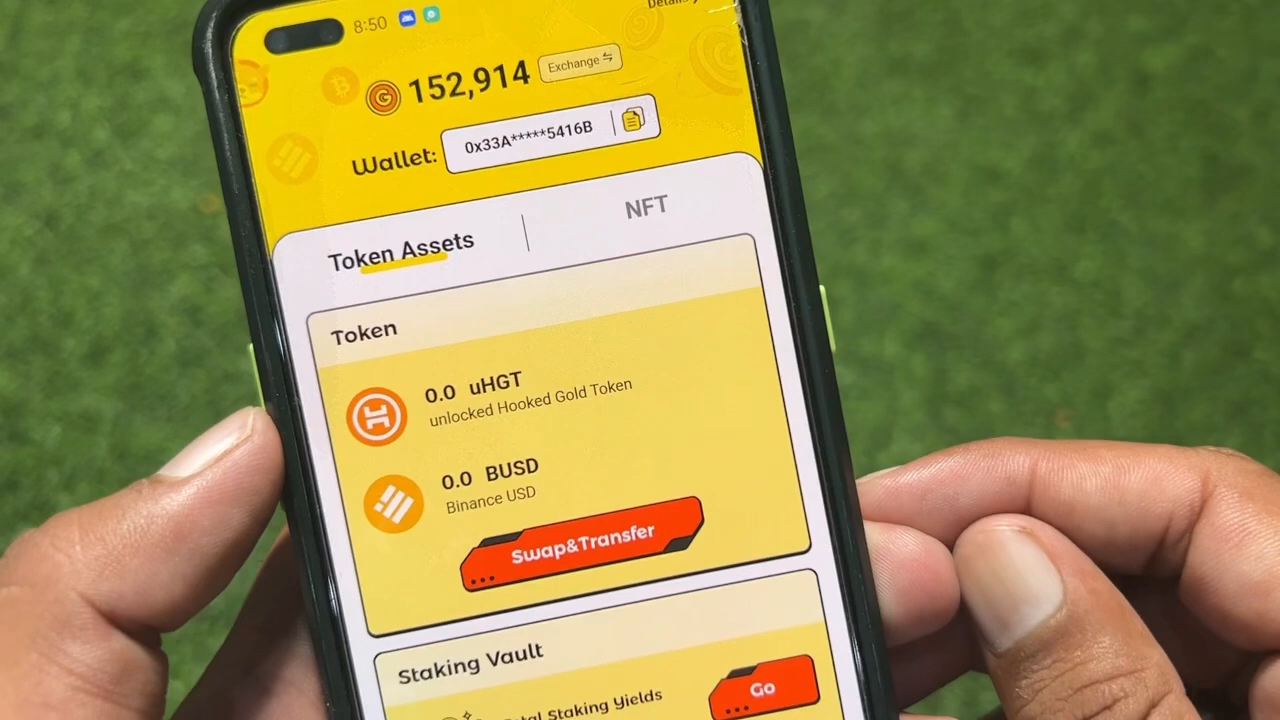 8:50
Details
152,914
Exchange
Wallet:
0x33A*****5416B
Token Assets
NFT
Token
0.0 uHGT
unlocked Hooked Gold Token
0.0 BUSD
Binance USD
Swap&Transfer
Staking Vault
Staking Yields
Go